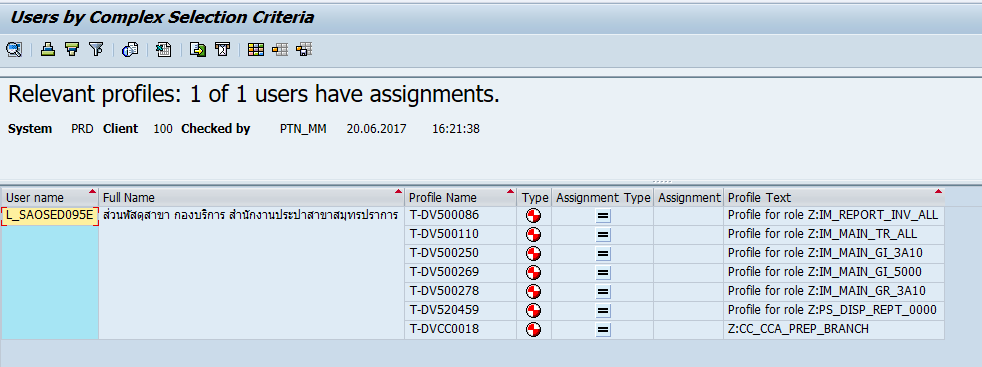 Users by Complex Selection Criteria
Relevant profiles: 1 of 1 users have assignments.
System PRD Client 100 Checked by PTN_MM 20.06.2017 16:21:38
User name Full Name Profile Name Type Assignment Type Assignment Profile Text
L_SAOSED095E ส่วนพัสดุสาขา กองบริการ สำนักงานประปาสาขาสมุทรปราการ T-DV500086 = Profile for role Z:IM_REPORT_INV_ALL
T-DV500110 = Profile for role Z:IM_MAIN_TR_ALL
T-DV500250 = Profile for role Z:IM_MAIN_GI_3A10
T-DV500269 = Profile for role Z:IM_MAIN_GI_5000
T-DV500278 = Profile for role Z:IM_MAIN_GR_3A10
T-DV520459 = Profile for role Z:PS_DISP_REPT_0000
T-DVCC0018 = Z:CC_CCA_PREP_BRANCH